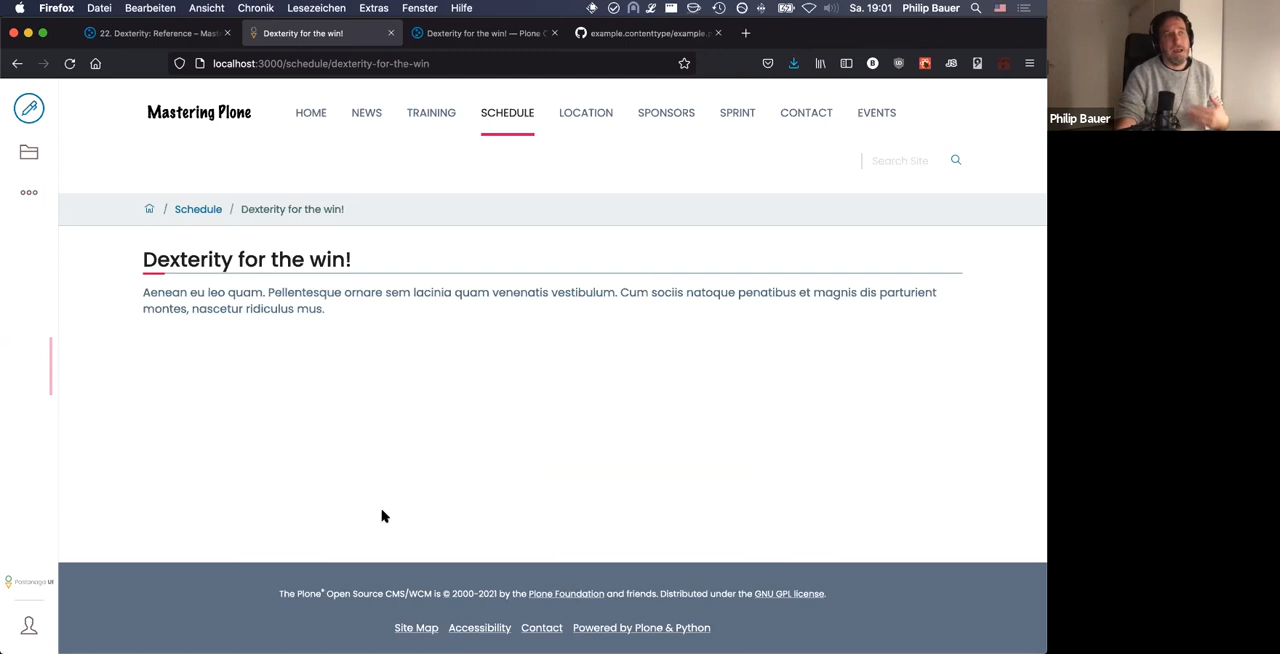 Firefox Datei Bearbeiten Ansicht Chronik Lesezeichen Extras Fenster Hilfe Sa. 19:01 Philip Bauer
22. Dexterity: Reference – Mast Dexterity for the win! Dexterity for the win! — Plone C example.contenttype/example.
localhost:3000/schedule/dexterity-for-the-win
Philip Bauer
Mastering Plone HOME NEWS TRAINING SCHEDULE LOCATION SPONSORS SPRINT CONTACT EVENTS
Search Site
/ Schedule / Dexterity for the win!
Dexterity for the win!
Aenean eu leo quam. Pellentesque ornare sem lacinia quam venenatis vestibulum. Cum sociis natoque penatibus et magnis dis parturient
montes, nascetur ridiculus mus.
Pastanaga UI
The Plone® Open Source CMS/WCM is © 2000-2021 by the Plone Foundation and friends. Distributed under the GNU GPL license.
Site Map Accessibility Contact Powered by Plone & Python